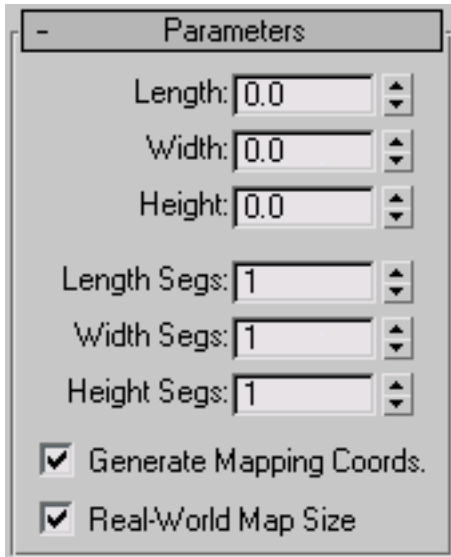 - Parameters
Length: 0.0
Width: 0.0
Height: 0.0
Length Segs: 1
Width Segs: 1
Height Segs: 1
Generate Mapping Coords.
Real-World Map Size